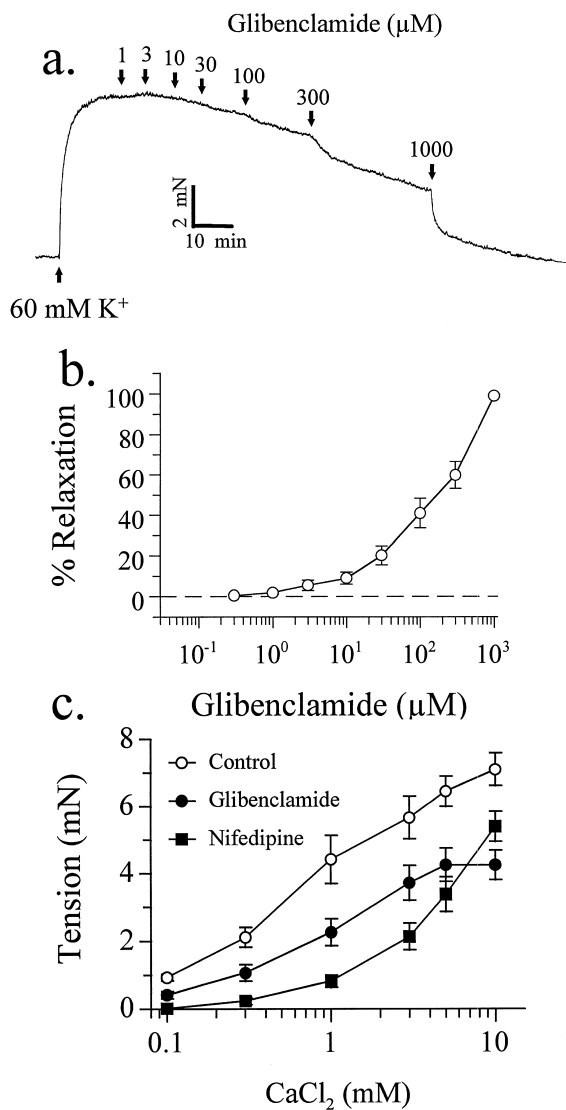 Glibenclamide (µM)
a.
1 3 10 30 100 300 1000
2 mN
10 min
60 mM K⁺
b.
% Relaxation
100
80
60
40
20
0
10⁻¹ 10⁰ 10¹ 10² 10³
Glibenclamide (µM)
c.
Tension (mN)
8
6
4
2
0
Control
Glibenclamide
Nifedipine
0.1 1 10
CaCl₂ (mM)